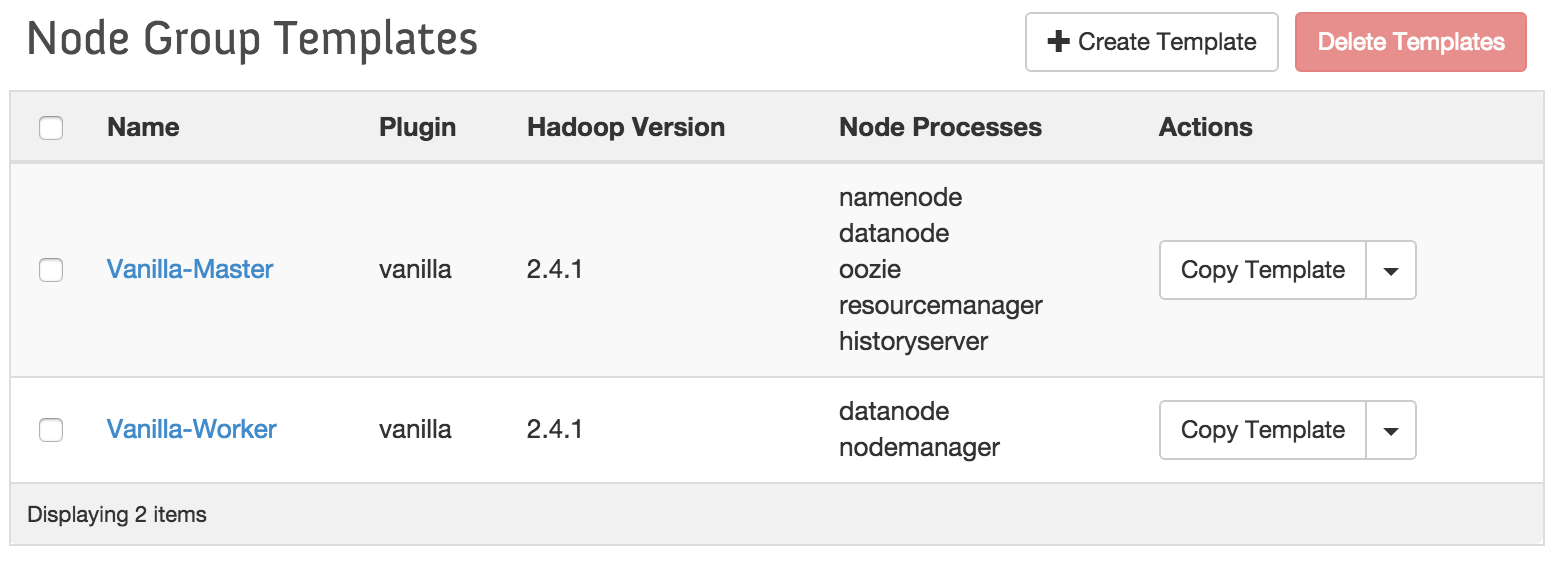 Node Group Templates
Create Template
Delete Templates
Name Plugin Hadoop Version Node Processes Actions
Vanilla-Master vanilla 2.4.1 namenode
datanode
oozie
resourcemanager
historyserver
Copy Template
Vanilla-Worker vanilla 2.4.1 datanode
nodemanager
Copy Template
Displaying 2 items